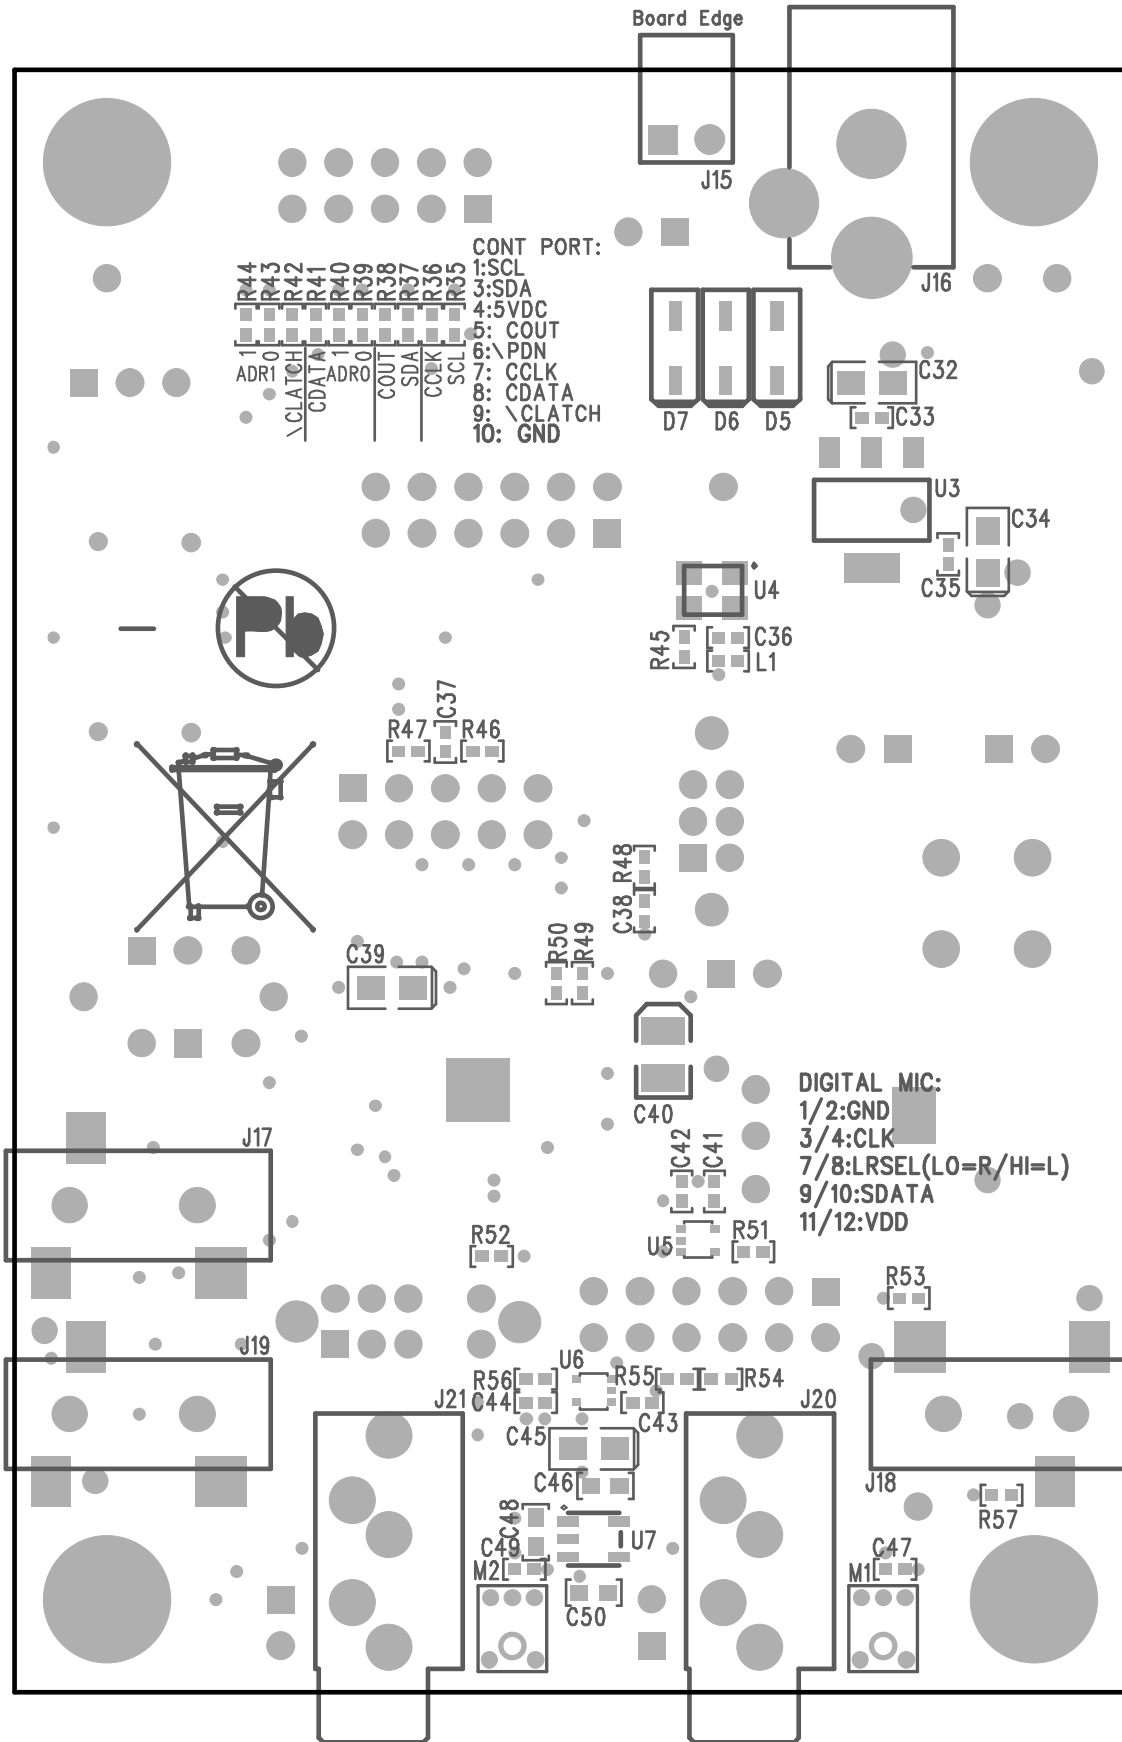 Board Edge
J15
J16
R44
R43
R42
R41
R40
R39
R38
R37
R36
R35
1
0
ADR1
\CLATCH
CDATA
1
0
ADR0
COUT
SDA
CCLK
SCL
CONT PORT:
1:SCL
3:SDA
4:5VDC
5: COUT
6:\PDN
7: CCLK
8: CDATA
9: \CLATCH
10: GND
D7
D6
D5
C32
C33
U3
C34
C35
U4
Pb
R45
C36
L1
C37
R47
R46
R48
C38
R50
R49
C39
C40
DIGITAL MIC:
1/2:GND
3/4:CLK
7/8:LRSEL(LO=R/HI=L)
9/10:SDATA
11/12:VDD
J17
C42
C41
U5
R51
R52
R53
J19
U6
R56
C44
R55
R54
C43
J21
J20
C45
C46
J18
R57
C48
U7
C49
M2
C50
C47
M1